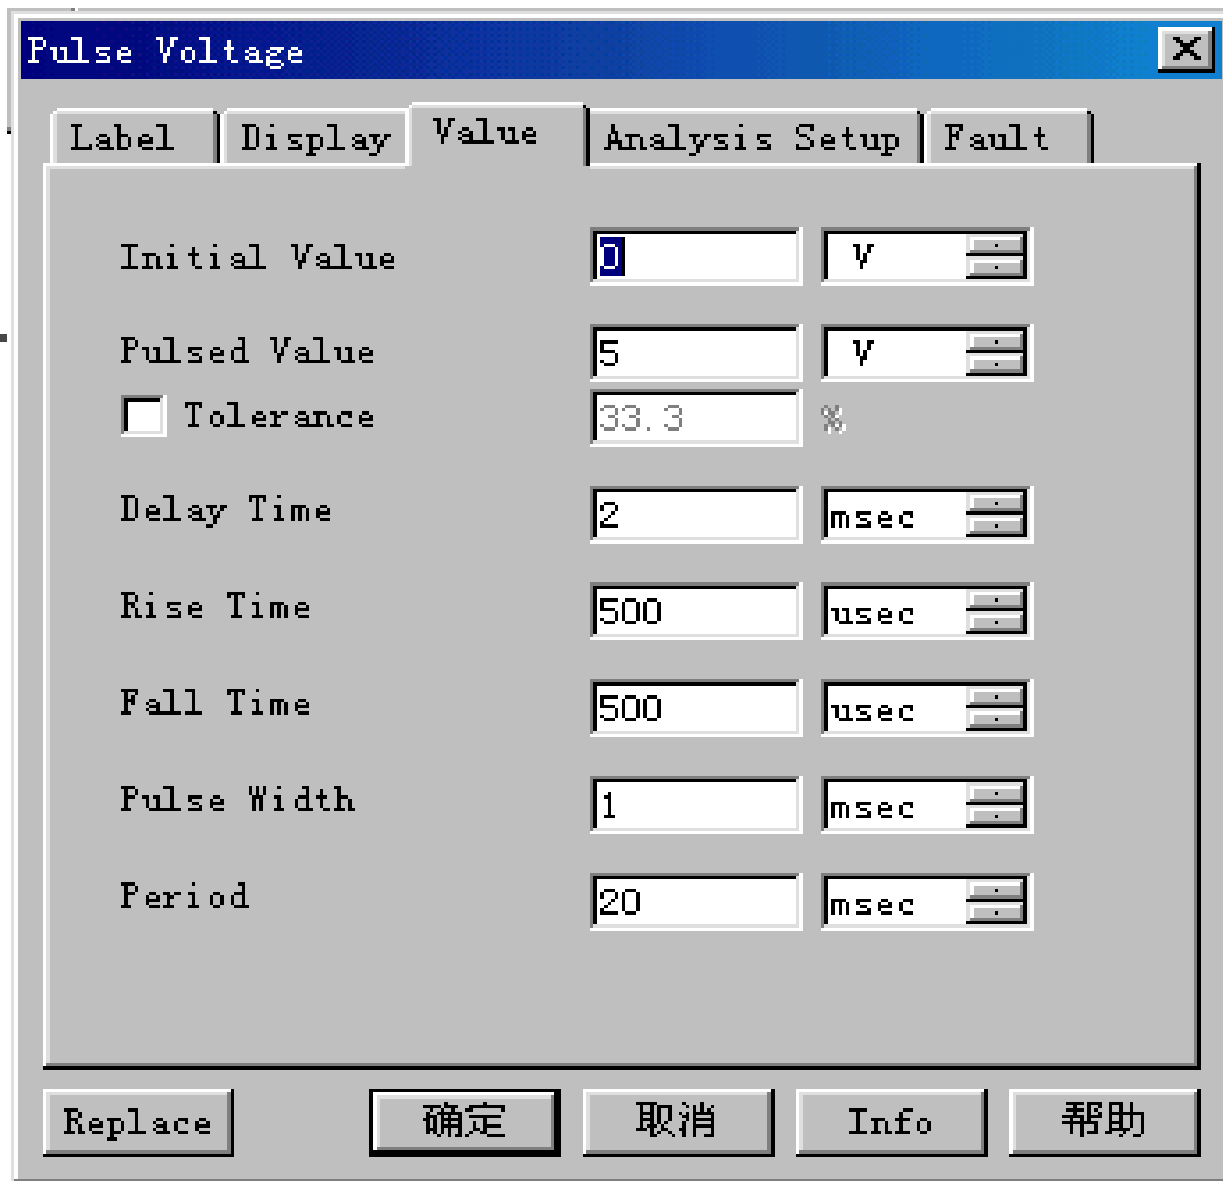 Pulse Voltage
Label Display Value Analysis Setup Fault
Initial Value 0 V
Pulsed Value 5 V
Tolerance 33.3 %
Delay Time 2 msec
Rise Time 500 usec
Fall Time 500 usec
Pulse Width 1 msec
Period 20 msec
Replace 确定 取消 Info 帮助